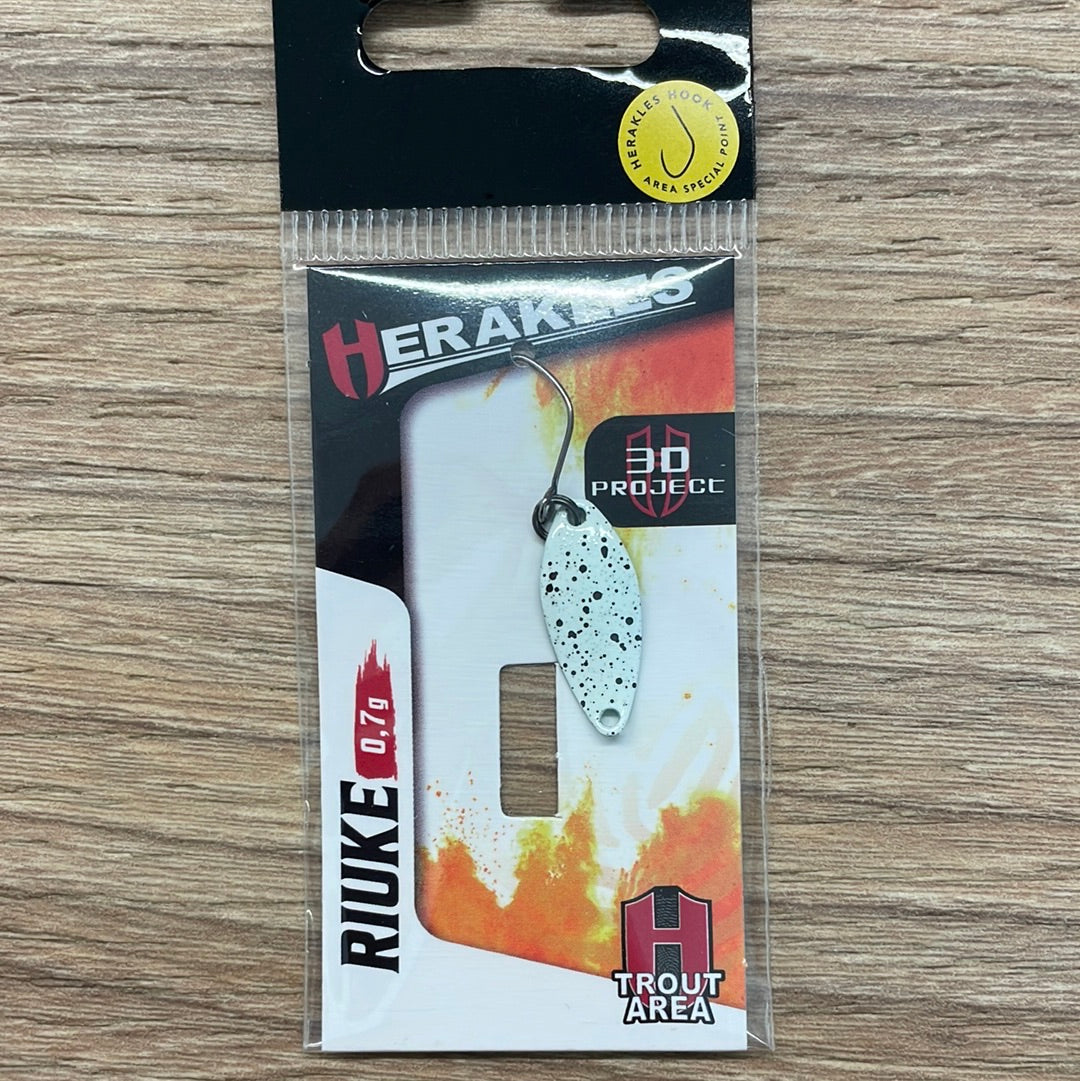 HERAKLES HOOK
AREA SPECIAL POINT
HERAKLES
3D
PROJECT
0,7g
RIUKE
H
TROUT
AREA